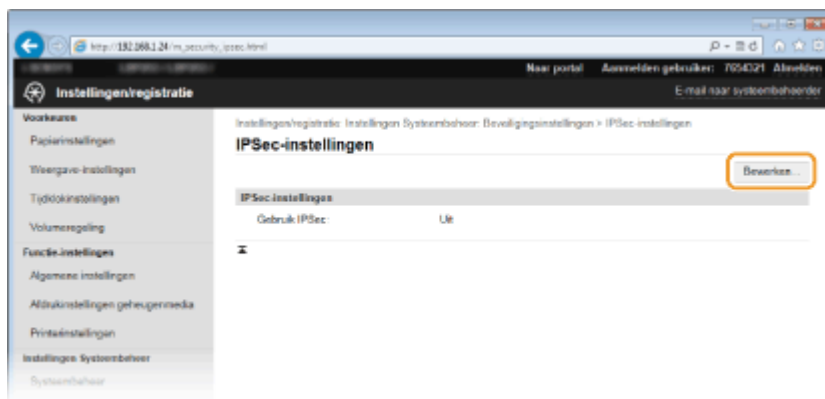 http://192.168.1.24/m_security_ipsec.html
Naar portal Aanmelden gebruiker: 7654321 Afmelden
Instellingen/registratie
E-mail naar systeembeheerder
Voorkeuren
Papierinstellingen
Weergave-instellingen
Tijdklokinstellingen
Volumeregeling
Functie-instellingen
Algemene instellingen
Afdrukinstellingen geheugenmedia
Printerinstellingen
Instellingen Systeembeheer
Systeembeheer
Instellingen/registratie: Instellingen Systeembeheer: Beveiligingsinstellingen > IPSec-instellingen
IPSec-instellingen
Bewerken...
IPSec-instellingen
Gebruik IPSec: Uit